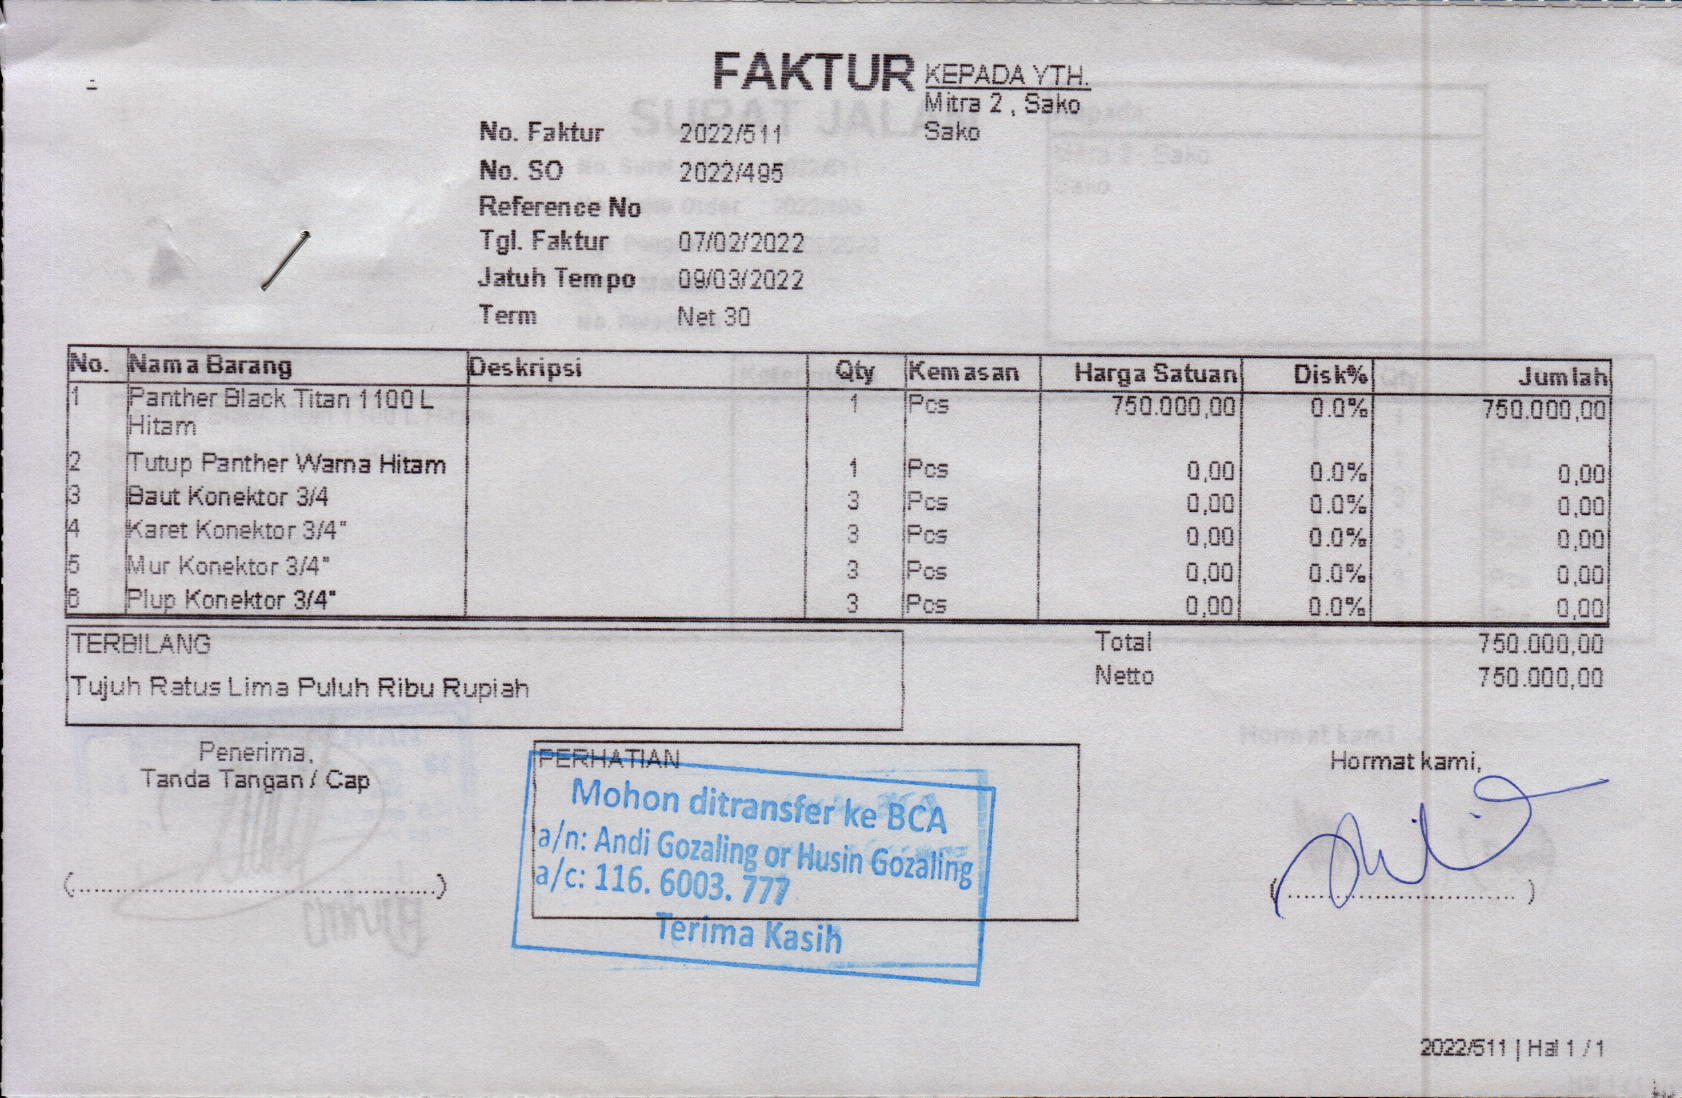 FAKTUR
KEPADA YTH.
Mitra 2 , Sako
Sako
No. Faktur 2022/511
No. SO 2022/495
Reference No
Tgl. Faktur 07/02/2022
Jatuh Tempo 09/03/2022
Term Net 30
No. Nama Barang Deskripsi Qty Kemasan Harga Satuan Disk% Jumlah
1 Panther Black Titan 1100 L 1 Pcs 750.000,00 0.0% 750.000,00
Hitam
2 Tutup Panther Warna Hitam 1 Pcs 0,00 0.0% 0,00
3 Baut Konektor 3/4 3 Pcs 0,00 0.0% 0,00
4 Karet Konektor 3/4" 3 Pcs 0,00 0.0% 0,00
5 Mur Konektor 3/4" 3 Pcs 0,00 0.0% 0,00
6 Plup Konektor 3/4" 3 Pcs 0,00 0.0% 0,00
TERBILANG
Tujuh Ratus Lima Puluh Ribu Rupiah
Total 750.000,00
Netto 750.000,00
Penerima,
Tanda Tangan / Cap
(..........................................)
PERHATIAN
Mohon ditransfer ke BCA
a/n: Andi Gozaling or Husin Gozaling
a/c: 116. 6003. 777
Terima Kasih
Hormat kami,
(..............................)
2022/511 | Hal 1 / 1